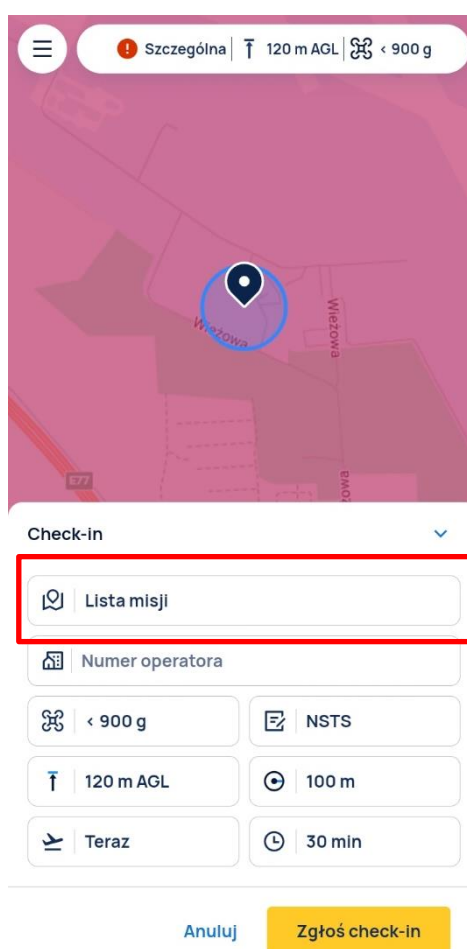 Szczególna 120 m AGL < 900 g
Wieżowa
Wieżowa
E77
Check-in
Lista misji
Numer operatora
< 900 g NSTS
120 m AGL 100 m
Teraz 30 min
Anuluj Zgłoś check-in